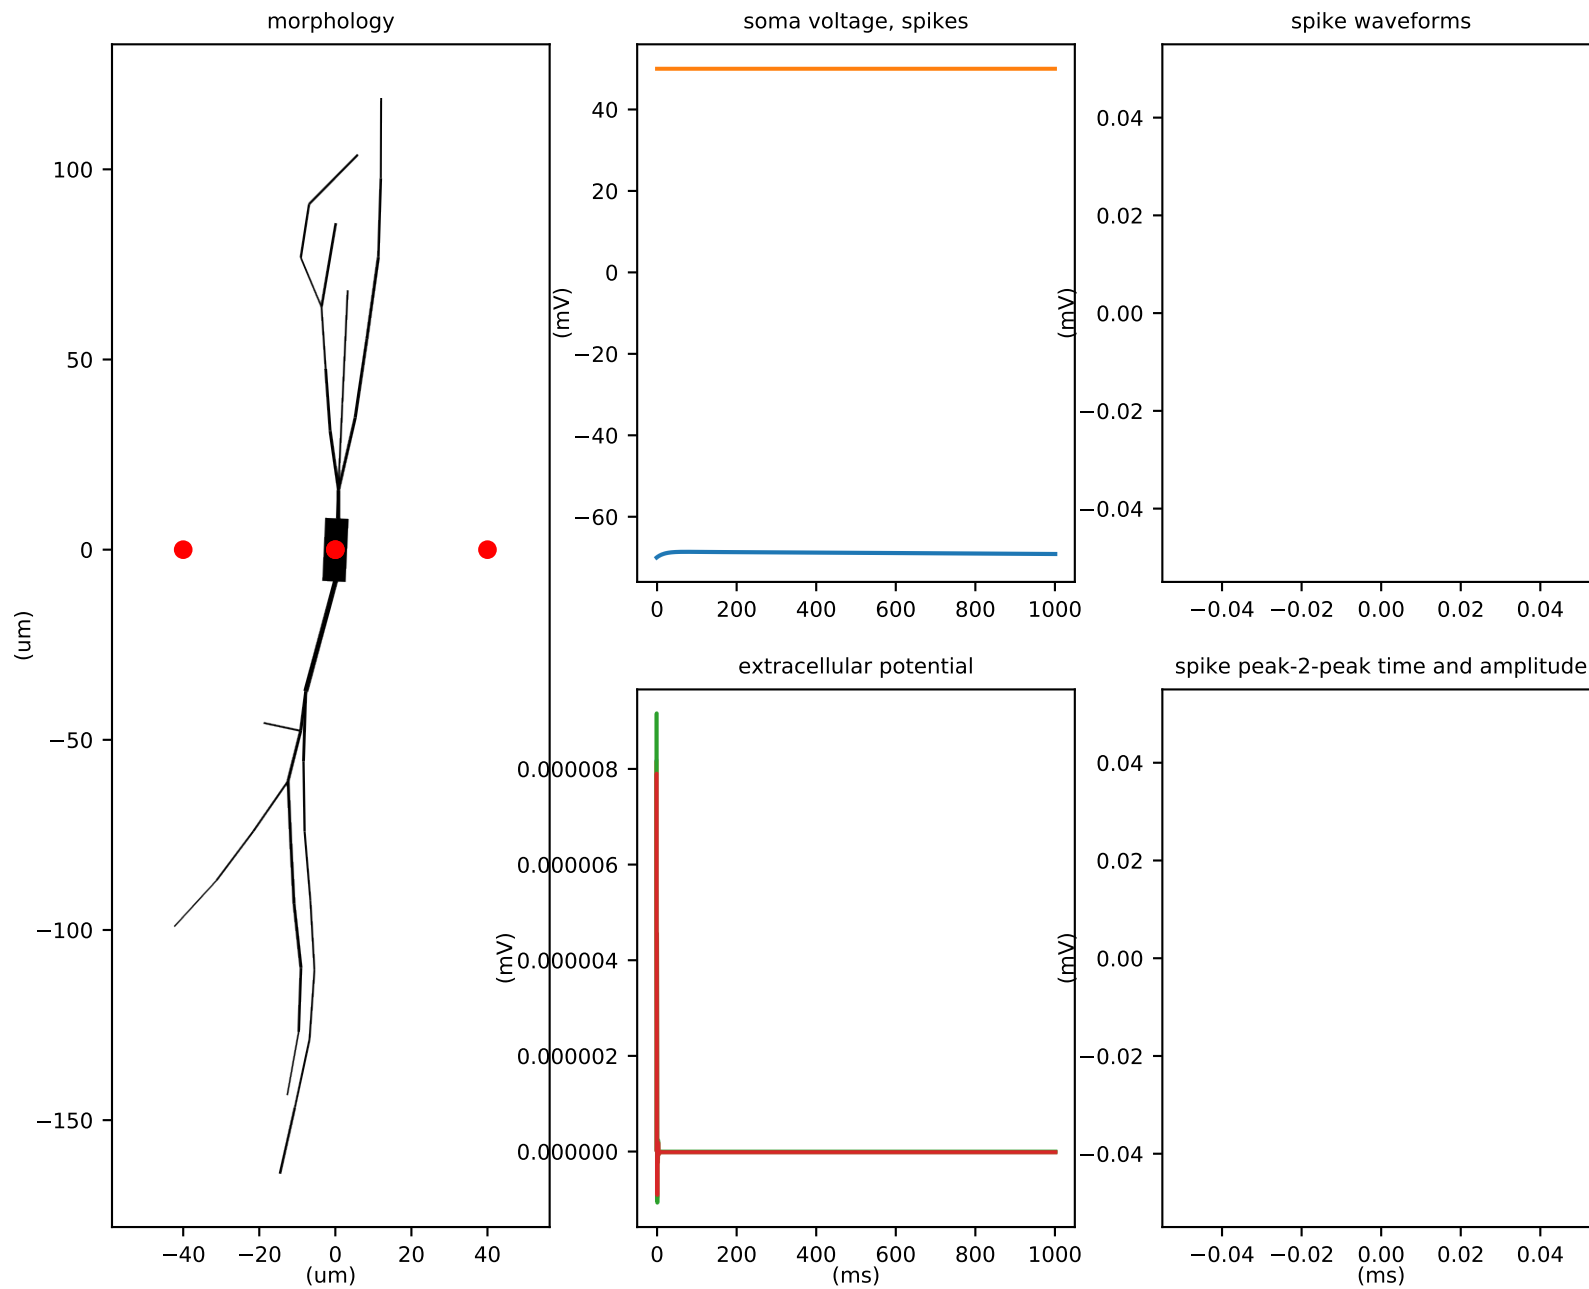 morphology
100
50
0
−50
−100
−150
(um)
−40 −20 0 20 40
(um)
soma voltage, spikes
40
20
0
−20
−40
−60
(mV)
0 200 400 600 800 1000
spike waveforms
0.04
0.02
0.00
−0.02
−0.04
(mV)
−0.04 −0.02 0.00 0.02 0.04
extracellular potential
0.000008
0.000006
0.000004
0.000002
0.000000
(mV)
0 200 400 600 800 1000
(ms)
spike peak-2-peak time and amplitude
0.04
0.02
0.00
−0.02
−0.04
(mV)
−0.04 −0.02 0.00 0.02 0.04
(ms)